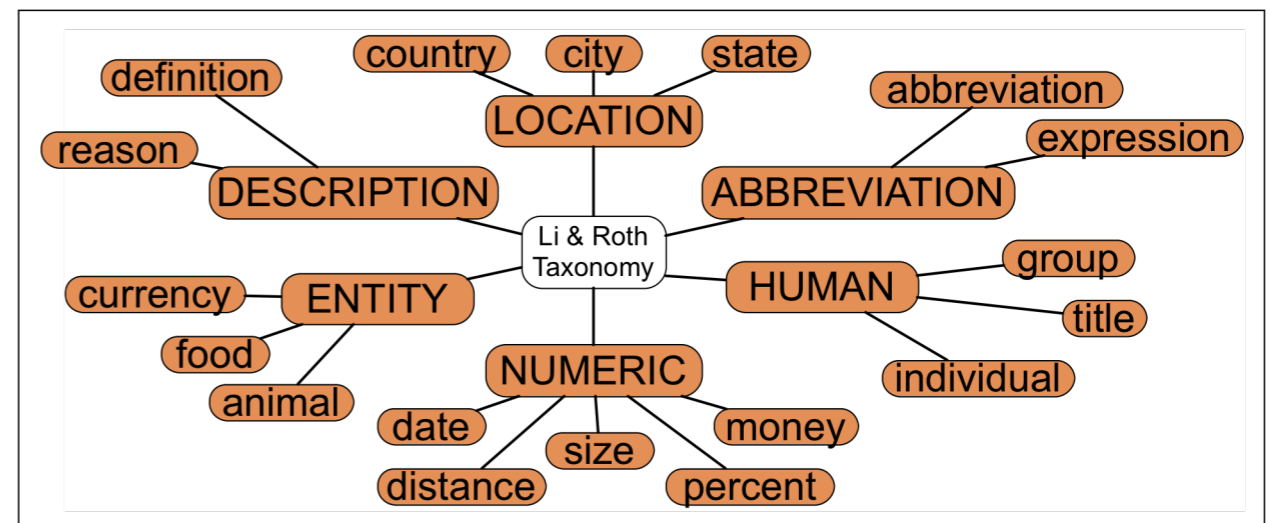 country
city
state
definition
abbreviation
LOCATION
expression
reason
DESCRIPTION
ABBREVIATION
Li & Roth
Taxonomy
group
currency
ENTITY
HUMAN
title
food
NUMERIC
individual
animal
date
money
size
distance
percent